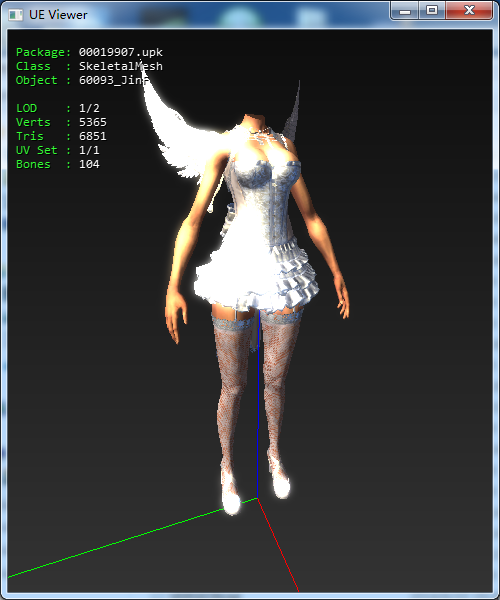 UE Viewer
Package: 00019907.upk
Class : SkeletalMesh
Object : 60093_Jine
LOD : 1/2
Verts : 5365
Tris : 6851
UV Set : 1/1
Bones : 104